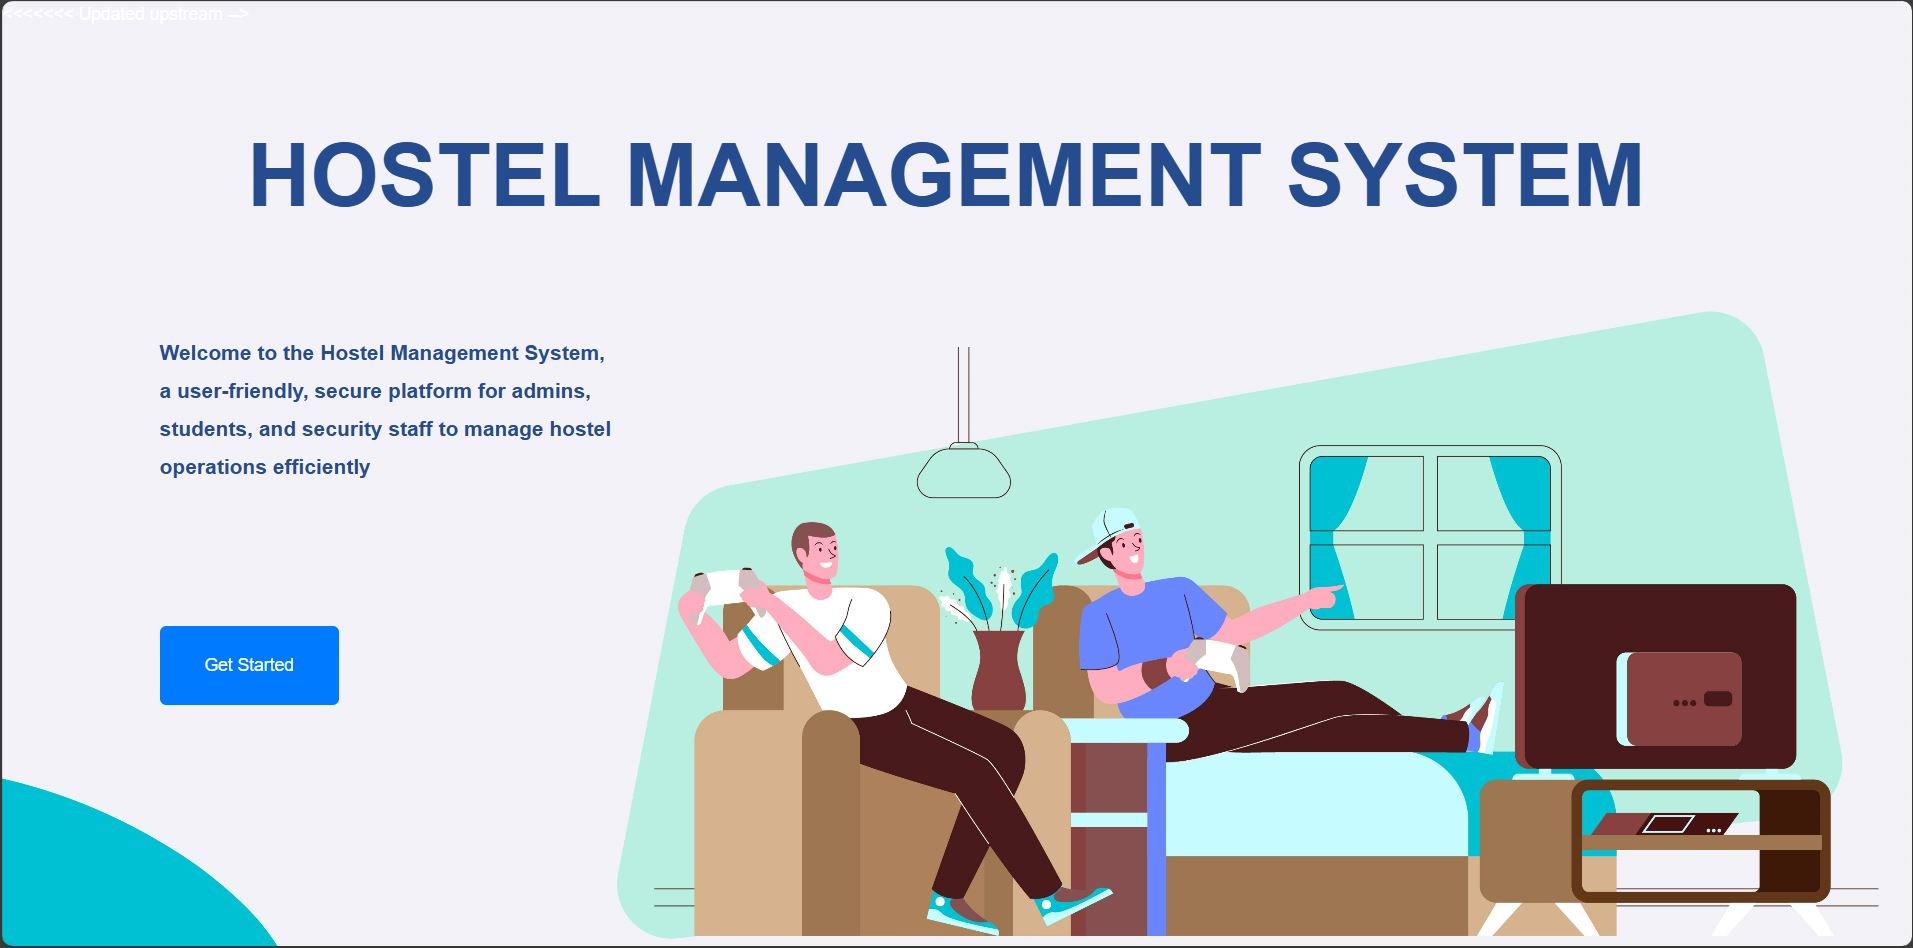 <<<<<<< Updated upstream -->
HOSTEL MANAGEMENT SYSTEM
Welcome to the Hostel Management System,
a user-friendly, secure platform for admins,
students, and security staff to manage hostel
operations efficiently
Get Started